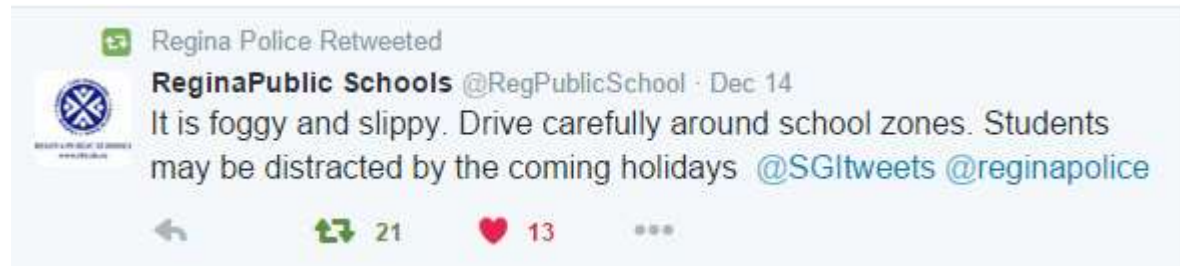 Regina Police Retweeted
ReginaPublic Schools @RegPublicSchool · Dec 14
It is foggy and slippy. Drive carefully around school zones. Students
may be distracted by the coming holidays @SGItweets @reginapolice
21 13